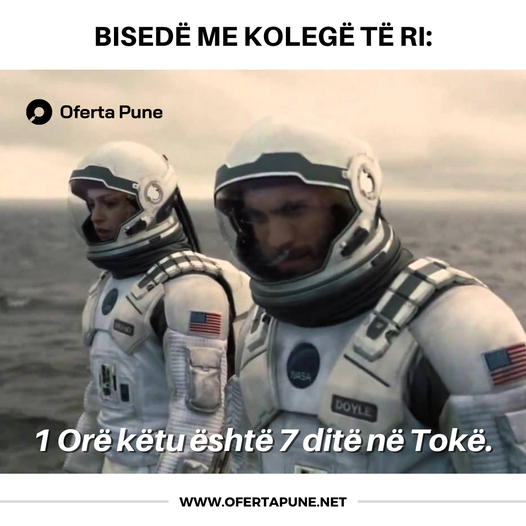 BISEDË ME KOLEGË TË RI:
Oferta Pune
NASA
DOYLE
1 Orë këtu është 7 ditë në Tokë.
WWW.OFERTAPUNE.NET